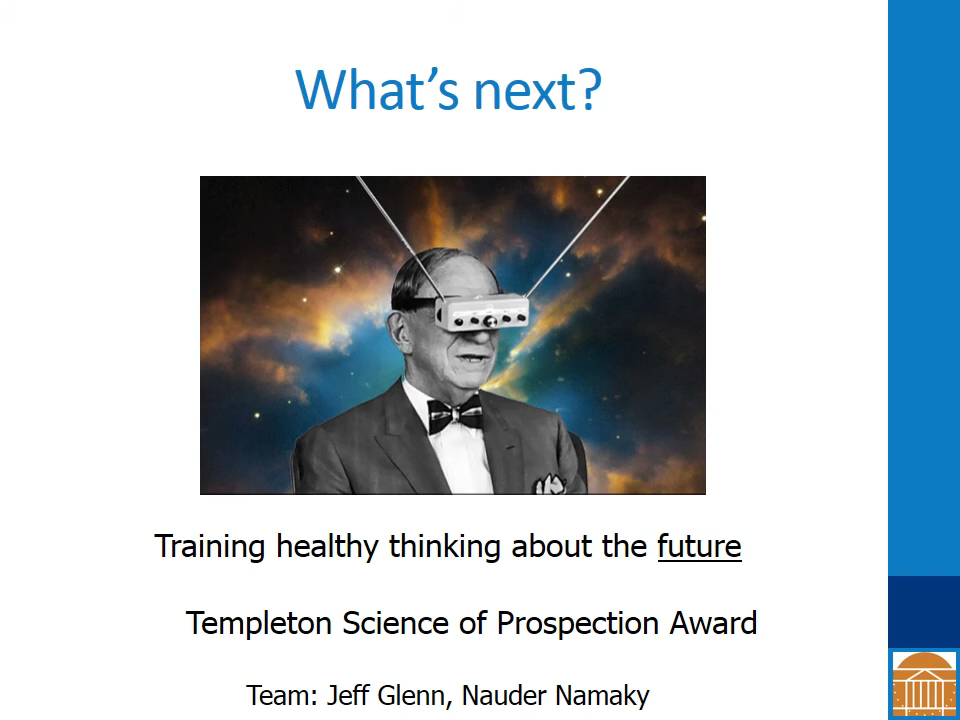 What’s next?
Training healthy thinking about the future
Templeton Science of Prospection Award
Team: Jeff Glenn, Nauder Namaky